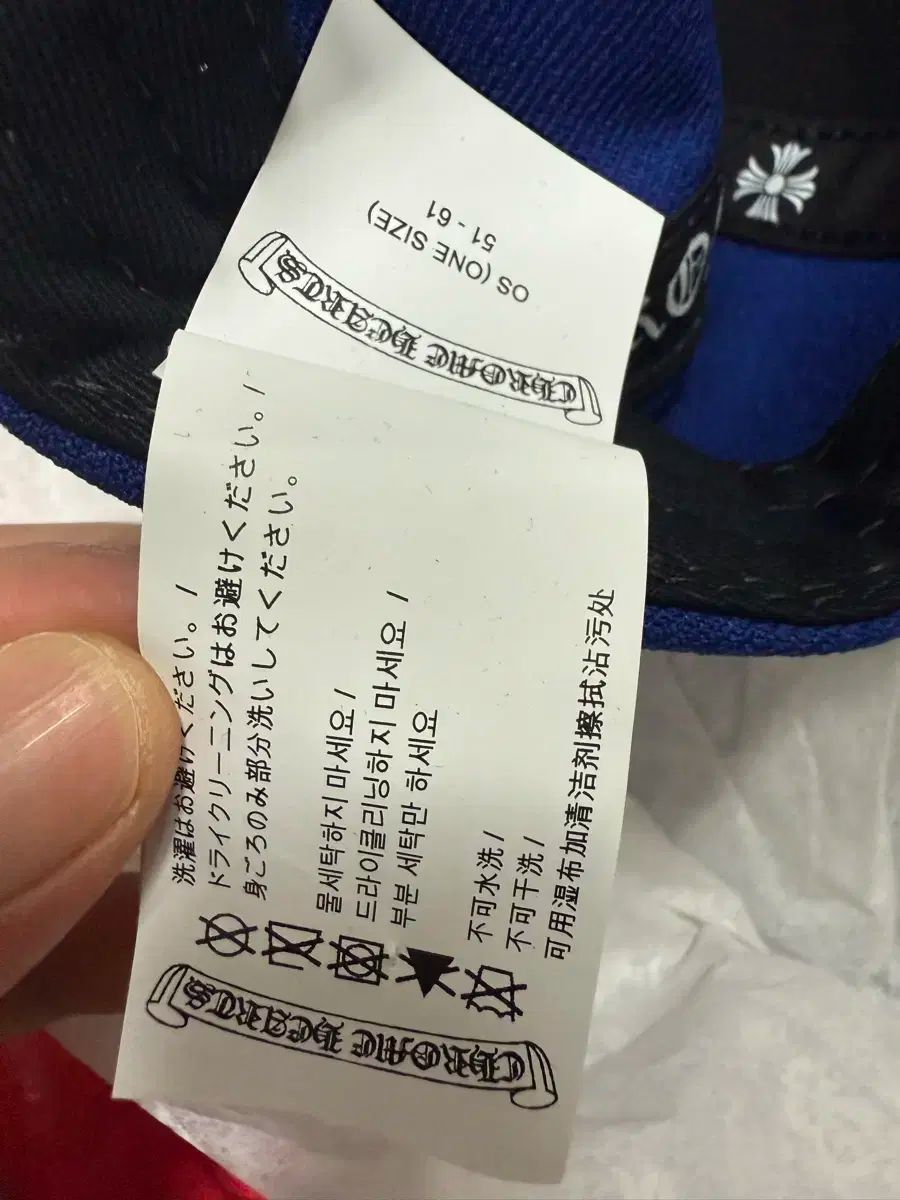 CHROME HEARTS
OS (ONE SIZE)
51 - 61
洗濯はお避けください。 /
ドライクリーニングはお避けください。 /
身ごろのみ部分洗いしてください。
물세탁하지 마세요 /
드라이클리닝하지 마세요 /
부분 세탁만 하세요
不可水洗 /
不可干洗 /
可用湿布加清洁剂擦拭沾污处
CHROME HEARTS